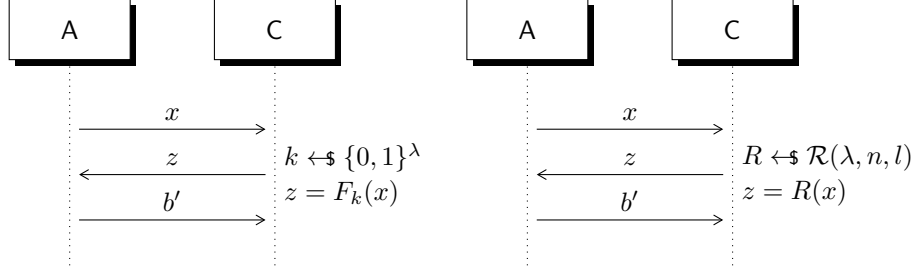 A C A C
x x
z k ←$ {0, 1}^λ z R ←$ R(λ, n, l)
z = F_k(x) z = R(x)
b′ b′